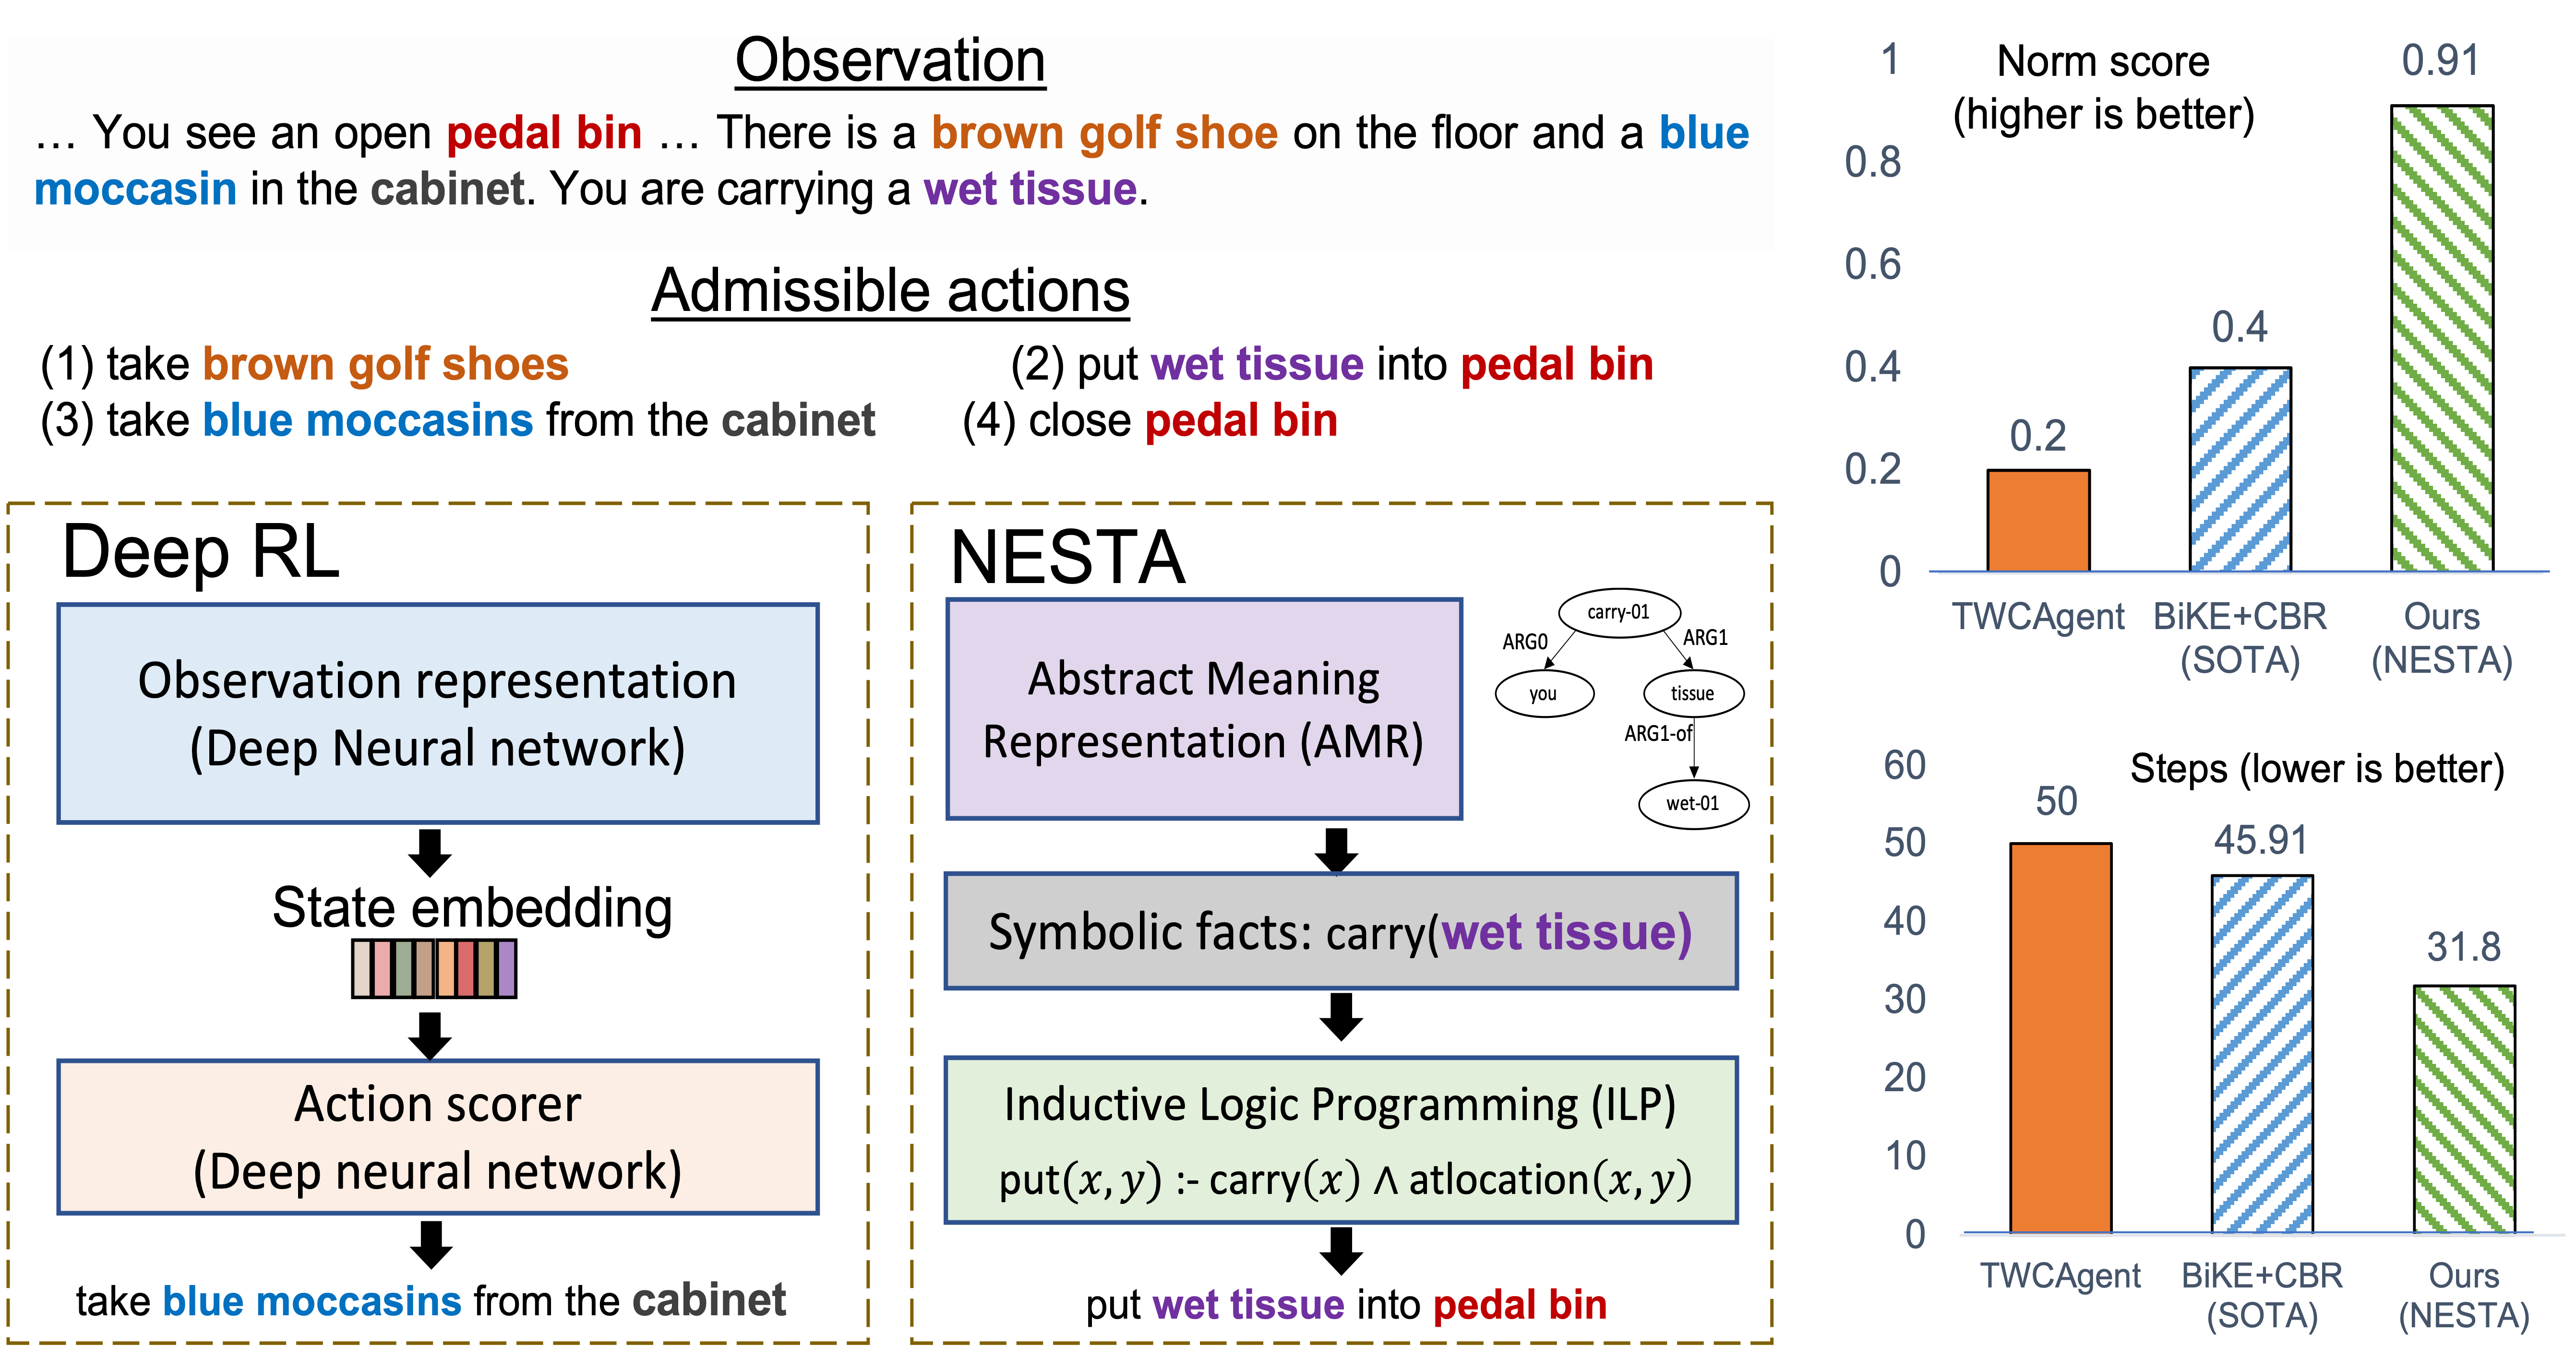 Observation
… You see an open pedal bin … There is a brown golf shoe on the floor and a blue
moccasin in the cabinet. You are carrying a wet tissue.
Admissible actions
(1) take brown golf shoes
(2) put wet tissue into pedal bin
(3) take blue moccasins from the cabinet
(4) close pedal bin
Deep RL
Observation representation
(Deep Neural network)
State embedding
Action scorer
(Deep neural network)
take blue moccasins from the cabinet
NESTA
Abstract Meaning
Representation (AMR)
carry-01
ARG0
ARG1
you
tissue
ARG1-of
wet-01
Symbolic facts: carry(wet tissue)
Inductive Logic Programming (ILP)
put(x, y) :- carry(x) ∧ atlocation(x, y)
put wet tissue into pedal bin
Norm score
(higher is better)
1
0.8
0.6
0.4
0.2
0
0.2
0.4
0.91
TWCAgent
BiKE+CBR
(SOTA)
Ours
(NESTA)
Steps (lower is better)
60
50
40
30
20
10
0
50
45.91
31.8
TWCAgent
BiKE+CBR
(SOTA)
Ours
(NESTA)